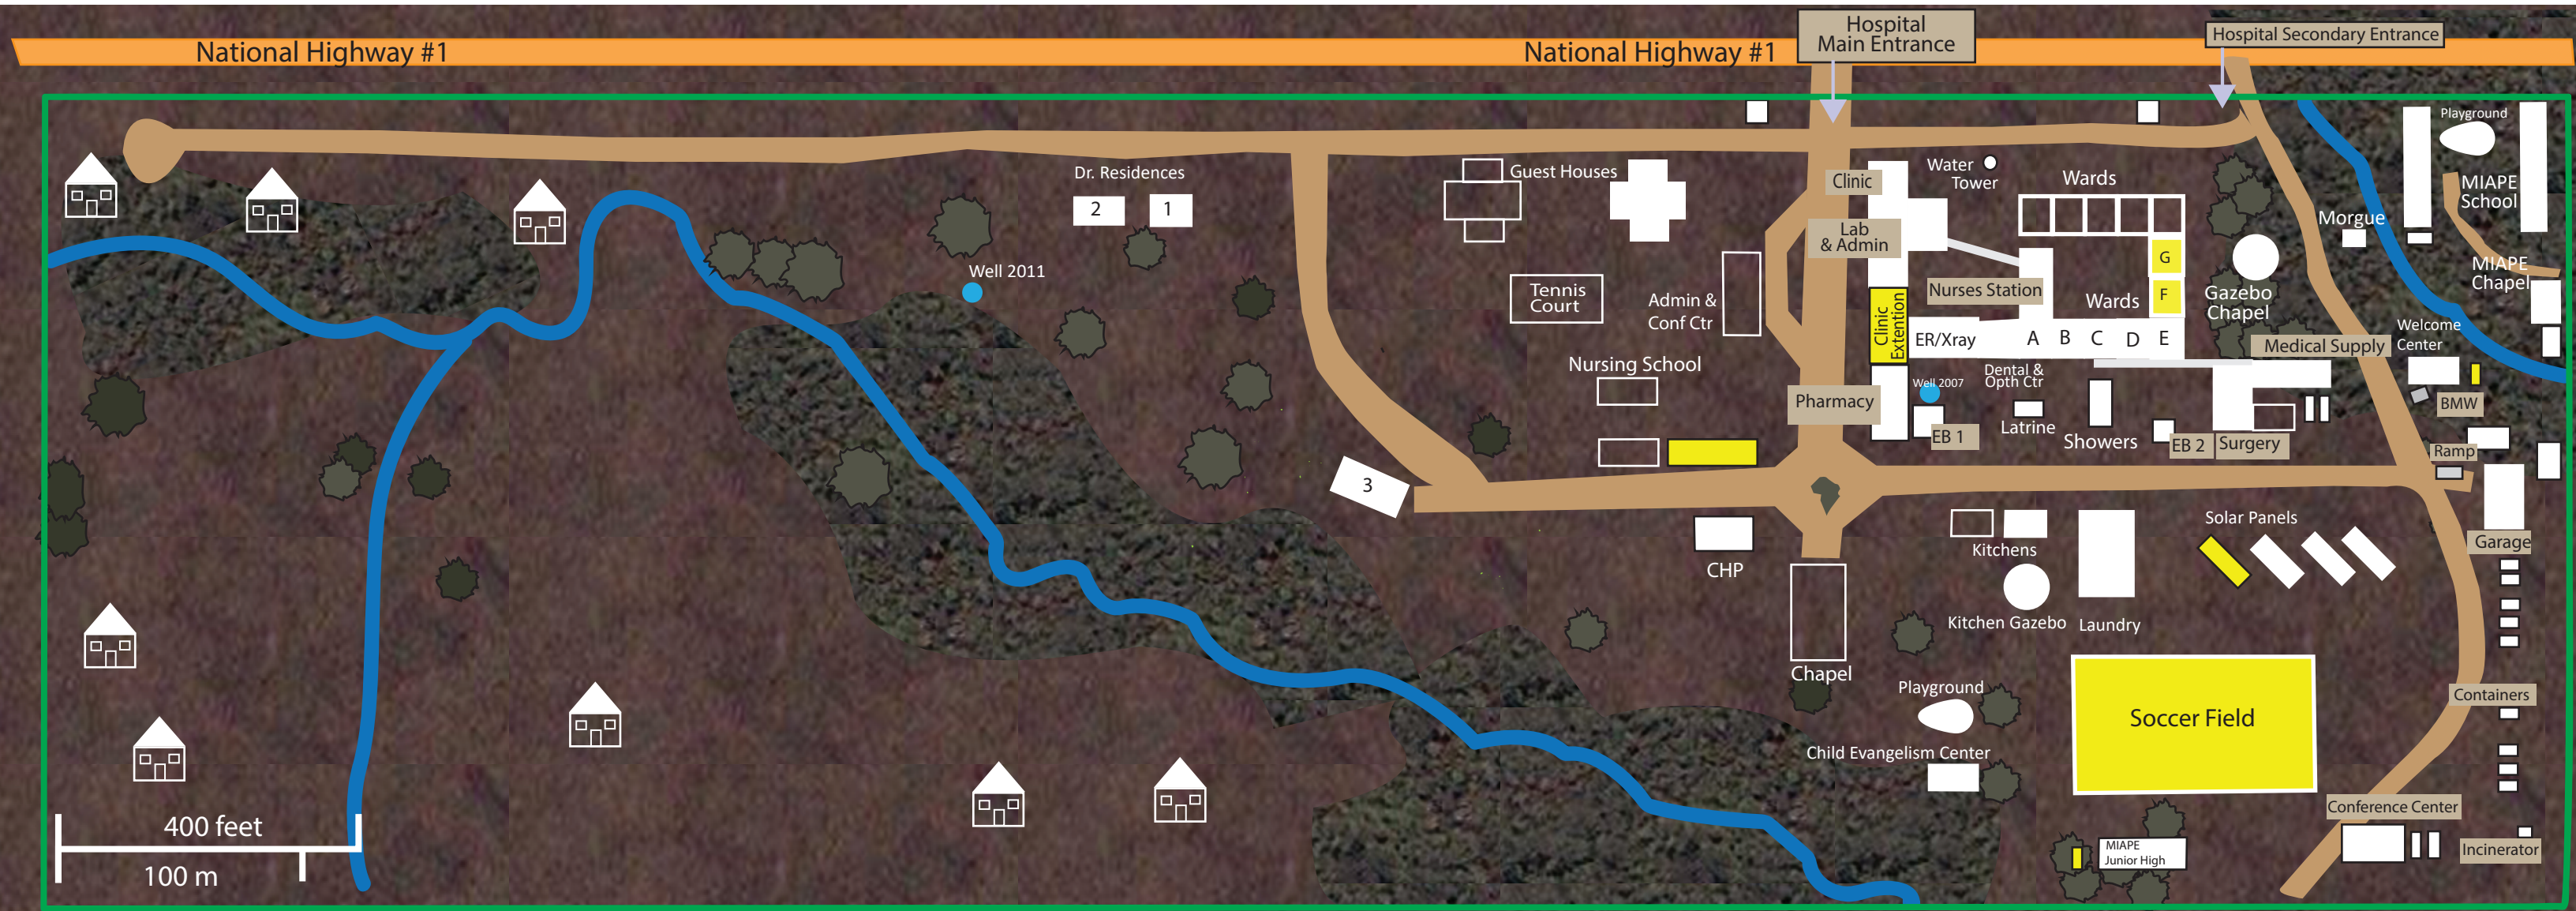 National Highway #1
National Highway #1
Hospital
Main Entrance
Hospital Secondary Entrance
Dr. Residences
2
1
Guest Houses
Clinic
Lab
& Admin
Water
Tower
Wards
Playground
MIAPE
School
Morgue
Well 2011
Tennis
Court
Admin &
Conf Ctr
Clinic
Extention
Nurses Station
G
F
Wards
Gazebo
Chapel
MIAPE
Chapel
ER/Xray
A
B
C
D
E
Medical Supply
Welcome
Center
Nursing School
Pharmacy
Well 2007
Dental &
Opth Ctr
EB 1
Latrine
Showers
EB 2
Surgery
BMW
Ramp
3
CHP
Kitchens
Solar Panels
Garage
Kitchen Gazebo
Laundry
Chapel
Playground
Soccer Field
Containers
Child Evangelism Center
400 feet
100 m
Conference Center
MIAPE
Junior High
Incinerator